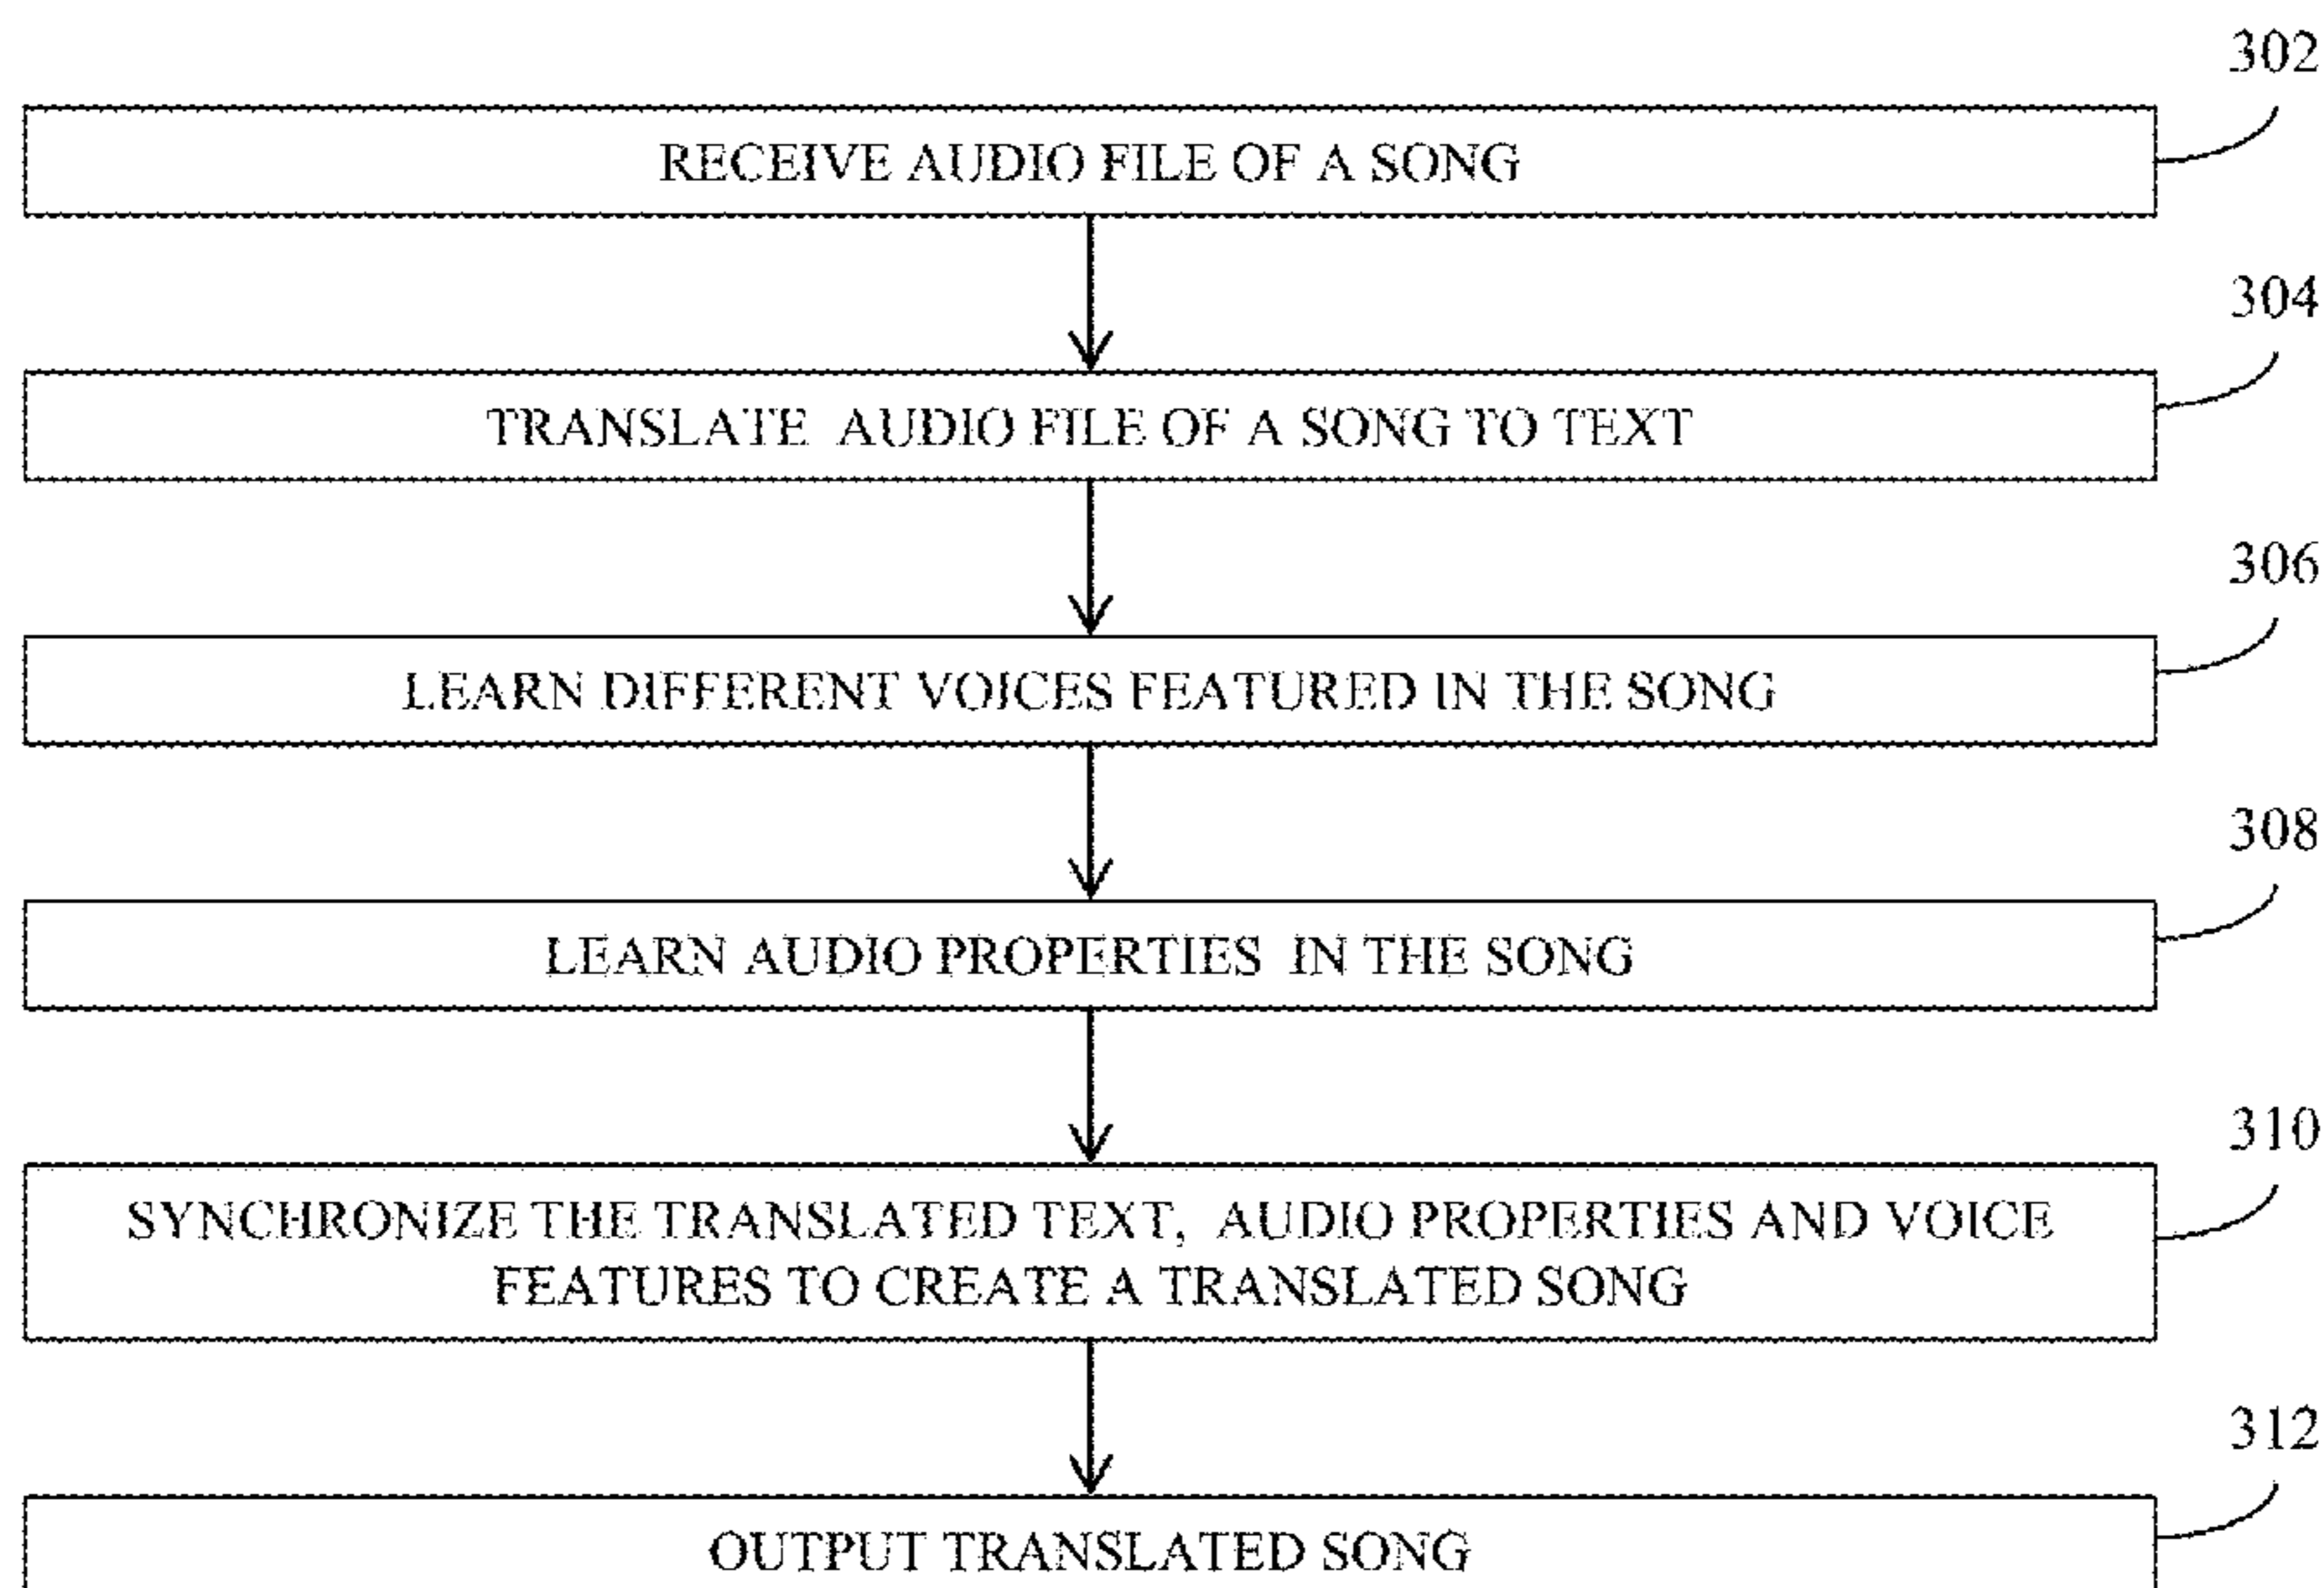 302
RECEIVE AUDIO FILE OF A SONG
304
TRANSLATE AUDIO FILE OF A SONG TO TEXT
306
LEARN DIFFERENT VOICES FEATURED IN THE SONG
308
LEARN AUDIO PROPERTIES IN THE SONG
310
SYNCHRONIZE THE TRANSLATED TEXT, AUDIO PROPERTIES AND VOICE
FEATURES TO CREATE A TRANSLATED SONG
312
OUTPUT TRANSLATED SONG